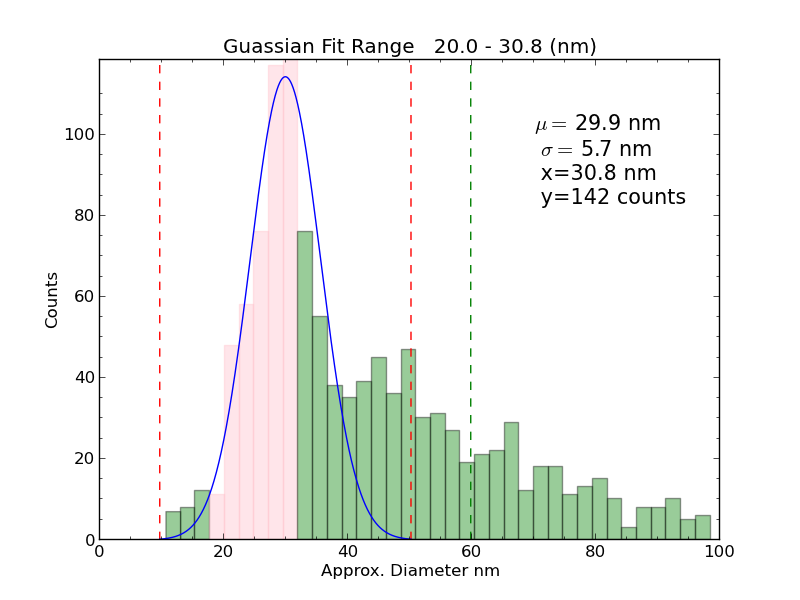 Guassian Fit Range 20.0 - 30.8 (nm)
μ = 29.9 nm
σ = 5.7 nm
x=30.8 nm
y=142 counts
100
80
60
40
20
0
Counts
0 20 40 60 80 100
Approx. Diameter nm